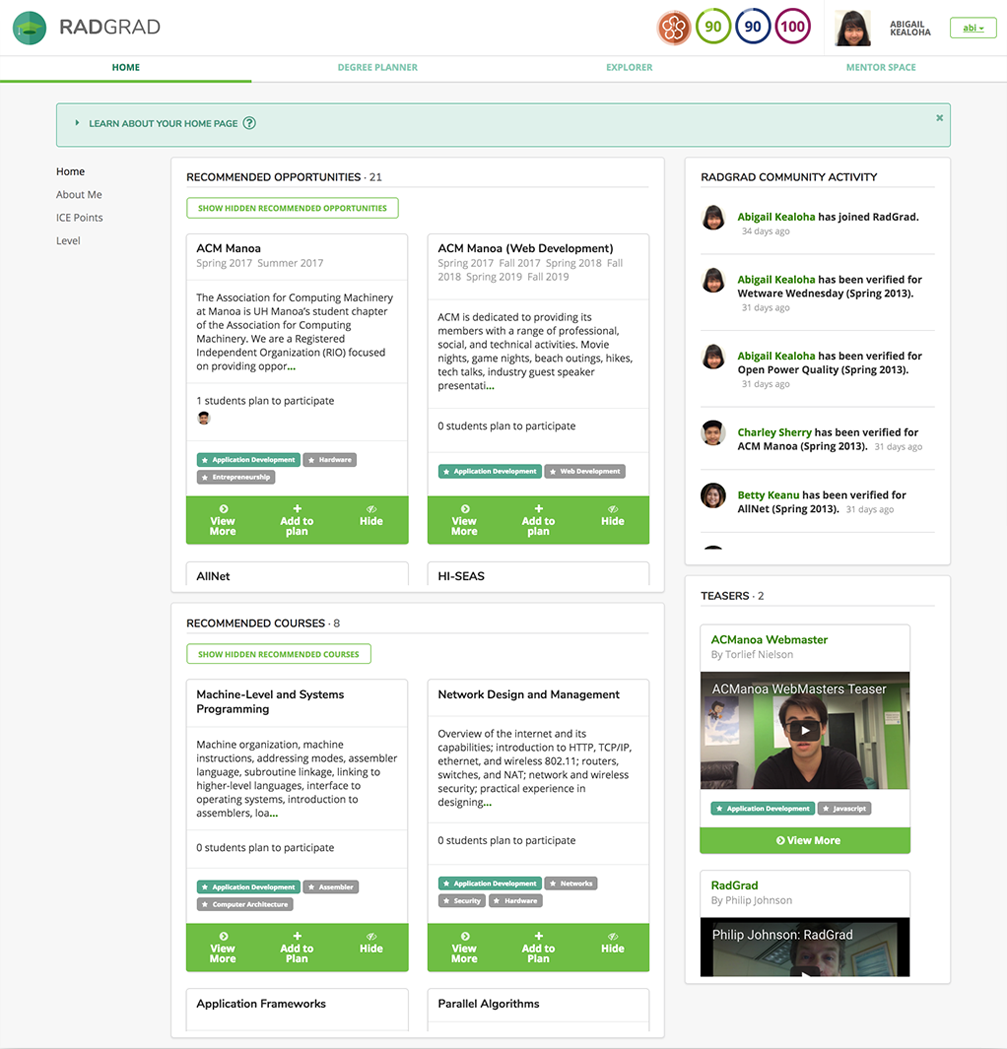 RADGRAD
90
90
100
ABIGAIL
KEALOHA
abi
HOME
DEGREE PLANNER
EXPLORER
MENTOR SPACE
LEARN ABOUT YOUR HOME PAGE ?
Home
About Me
ICE Points
Level
RECOMMENDED OPPORTUNITIES · 21
SHOW HIDDEN RECOMMENDED OPPORTUNITIES
ACM Manoa
Spring 2017 Summer 2017
The Association for Computing Machinery
at Manoa is UH Manoa’s student chapter
of the Association for Computing
Machinery. We are a Registered
Independent Organization (RIO) focused
on providing oppor...
1 students plan to participate
Application Development
Hardware
Entrepreneurship
View
More
Add to
plan
Hide
ACM Manoa (Web Development)
Spring 2017 Fall 2017 Spring 2018 Fall
2018 Spring 2019 Fall 2019
ACM is dedicated to providing its
members with a range of professional,
social, and technical activities. Movie
nights, game nights, beach outings, hikes,
tech talks, industry guest speaker
presentati...
0 students plan to participate
Application Development
Web Development
View
More
Add to
plan
Hide
AllNet
HI-SEAS
RECOMMENDED COURSES · 8
SHOW HIDDEN RECOMMENDED COURSES
Machine-Level and Systems
Programming
Machine organization, machine
instructions, addressing modes, assembler
language, subroutine linkage, linking to
higher-level languages, interface to
operating systems, introduction to
assemblers, loa...
0 students plan to participate
Application Development
Assembler
Computer Architecture
View
More
Add to
Plan
Hide
Network Design and Management
Overview of the internet and its
capabilities; introduction to HTTP, TCP/IP,
ethernet, and wireless 802.11; routers,
switches, and NAT; network and wireless
security; practical experience in
designing...
0 students plan to participate
Application Development
Networks
Security
Hardware
View
More
Add to
Plan
Hide
Application Frameworks
Parallel Algorithms
RADGRAD COMMUNITY ACTIVITY
Abigail Kealoha has joined RadGrad.
34 days ago
Abigail Kealoha has been verified for
Wetware Wednesday (Spring 2013).
31 days ago
Abigail Kealoha has been verified for
Open Power Quality (Spring 2013).
31 days ago
Charley Sherry has been verified for
ACM Manoa (Spring 2013). 31 days ago
Betty Keanu has been verified for
AllNet (Spring 2013). 31 days ago
TEASERS · 2
ACManoa Webmaster
By Torlief Nielson
ACManoa WebMasters Teaser
Application Development
Javascript
View More
RadGrad
By Philip Johnson
Philip Johnson: RadGrad